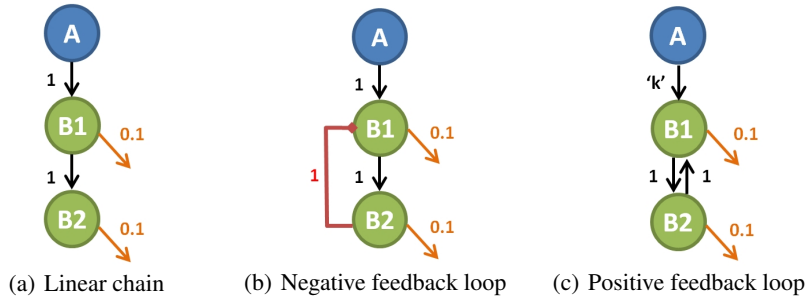 A
A
A
1
1
'k'
B1
B1
B1
0.1
0.1
0.1
1
1
1
1
1
B2
B2
B2
0.1
0.1
0.1
(a) Linear chain
(b) Negative feedback loop
(c) Positive feedback loop